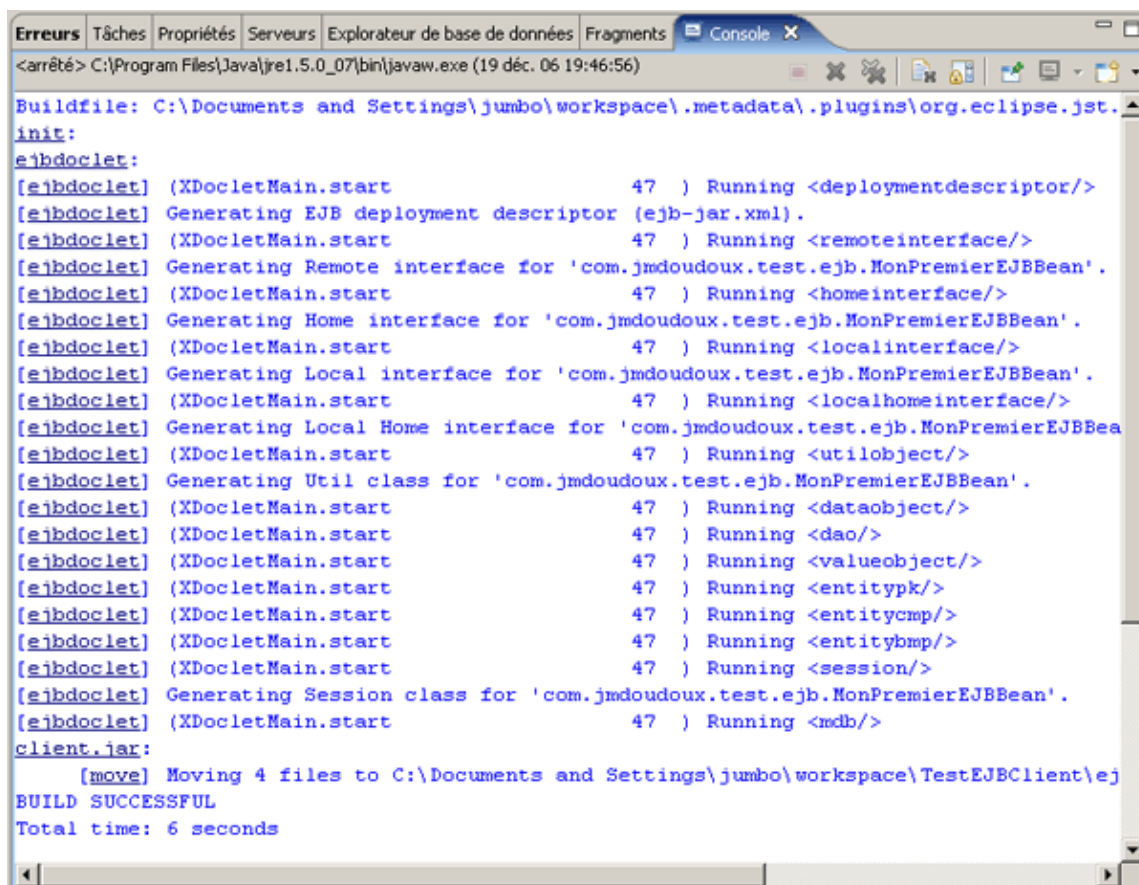 Erreurs Tâches Propriétés Serveurs Explorateur de base de données Fragments Console
<arrêté> C:\Program Files\Java\jre1.5.0_07\bin\javaw.exe (19 déc. 06 19:46:56)
Buildfile: C:\Documents and Settings\jumbo\workspace\.metadata\.plugins\org.eclipse.jst.
init:
ejbdoclet:
[ejbdoclet] (XDocletMain.start 47 ) Running <deploymentdescriptor/>
[ejbdoclet] Generating EJB deployment descriptor (ejb-jar.xml).
[ejbdoclet] (XDocletMain.start 47 ) Running <remoteinterface/>
[ejbdoclet] Generating Remote interface for 'com.jmdoudoux.test.ejb.MonPremierEJBBean'.
[ejbdoclet] (XDocletMain.start 47 ) Running <homeinterface/>
[ejbdoclet] Generating Home interface for 'com.jmdoudoux.test.ejb.MonPremierEJBBean'.
[ejbdoclet] (XDocletMain.start 47 ) Running <localinterface/>
[ejbdoclet] Generating Local interface for 'com.jmdoudoux.test.ejb.MonPremierEJBBean'.
[ejbdoclet] (XDocletMain.start 47 ) Running <localhomeinterface/>
[ejbdoclet] Generating Local Home interface for 'com.jmdoudoux.test.ejb.MonPremierEJBBea
[ejbdoclet] (XDocletMain.start 47 ) Running <utilobject/>
[ejbdoclet] Generating Util class for 'com.jmdoudoux.test.ejb.MonPremierEJBBean'.
[ejbdoclet] (XDocletMain.start 47 ) Running <dataobject/>
[ejbdoclet] (XDocletMain.start 47 ) Running <dao/>
[ejbdoclet] (XDocletMain.start 47 ) Running <valueobject/>
[ejbdoclet] (XDocletMain.start 47 ) Running <entitypk/>
[ejbdoclet] (XDocletMain.start 47 ) Running <entitycmp/>
[ejbdoclet] (XDocletMain.start 47 ) Running <entitybmp/>
[ejbdoclet] (XDocletMain.start 47 ) Running <session/>
[ejbdoclet] Generating Session class for 'com.jmdoudoux.test.ejb.MonPremierEJBBean'.
[ejbdoclet] (XDocletMain.start 47 ) Running <mdb/>
client.jar:
[move] Moving 4 files to C:\Documents and Settings\jumbo\workspace\TestEJBClient\ej
BUILD SUCCESSFUL
Total time: 6 seconds